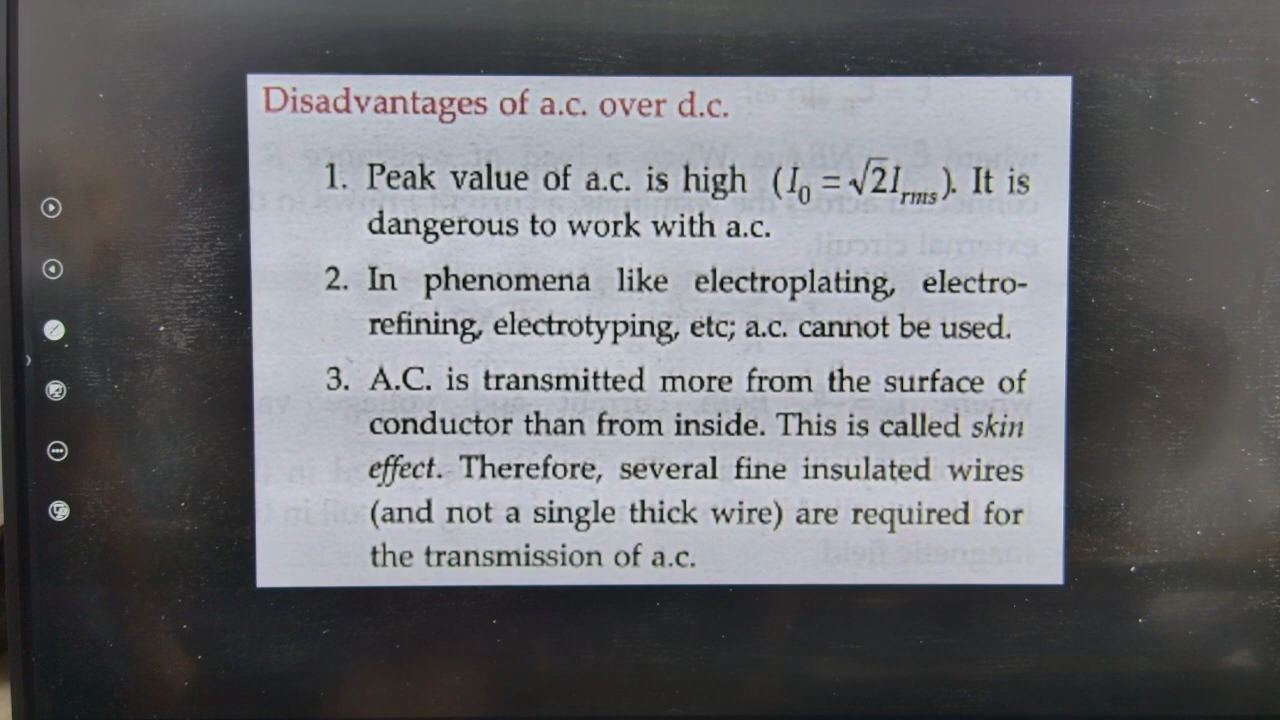 Disadvantages of a.c. over d.c.
1. Peak value of a.c. is high (I₀ = √2Iᵣₘₛ). It is
dangerous to work with a.c.
2. In phenomena like electroplating, electro-
refining, electrotyping, etc; a.c. cannot be used.
3. A.C. is transmitted more from the surface of
conductor than from inside. This is called skin
effect. Therefore, several fine insulated wires
(and not a single thick wire) are required for
the transmission of a.c.